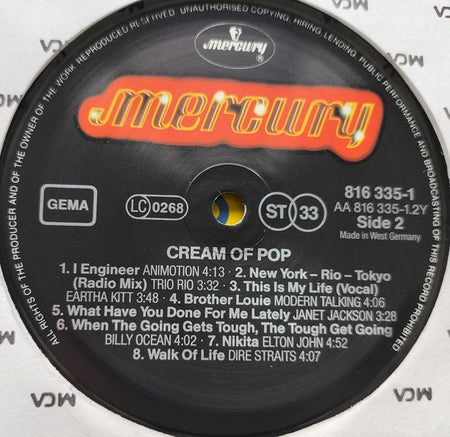 ALL RIGHTS OF THE PRODUCER AND OF THE OWNER OF THE WORK REPRODUCED RESERVED. UNAUTHORISED COPYING, HIRING, LENDING, PUBLIC PERFORMANCE AND BROADCASTING OF THIS RECORD PROHIBITED
mercury
®
mercury
GEMA
LC 0268
ST 33
816 335-1
AA 816 335-1.2Y
Side 2
Made in West Germany
CREAM OF POP
1. I Engineer ANIMOTION 4:13 · 2. New York – Rio – Tokyo
(Radio Mix) TRIO RIO 3:32 · 3. This Is My Life (Vocal)
EARTHA KITT 3:48 · 4. Brother Louie MODERN TALKING 4:06
5. What Have You Done For Me Lately JANET JACKSON 3:28
6. When The Going Gets Tough, The Tough Get Going
BILLY OCEAN 4:02 · 7. Nikita ELTON JOHN 4:52
8. Walk Of Life DIRE STRAITS 4:07
MCA
MCA
MCA
MCA
MCA
MCA
MCA